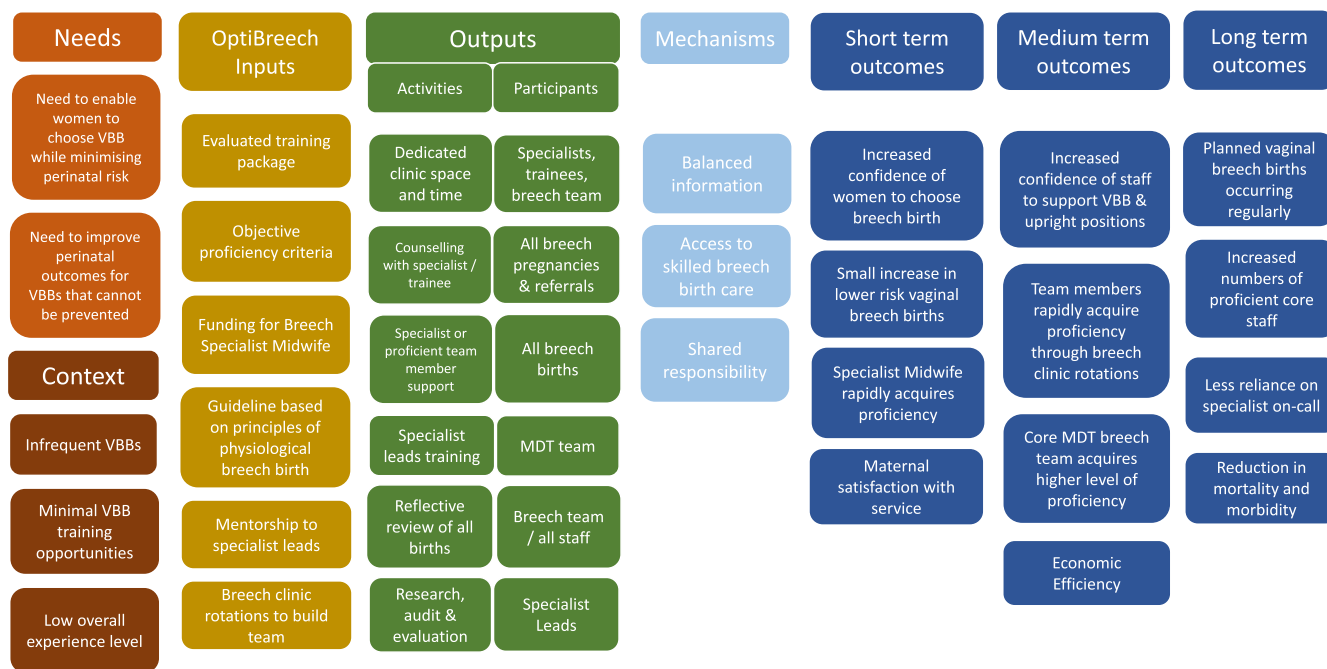 Needs
Need to enable
women to
choose VBB
while minimising
perinatal risk
Need to improve
perinatal
outcomes for
VBBs that cannot
be prevented
Context
Infrequent VBBs
Minimal VBB
training
opportunities
Low overall
experience level
OptiBreech
Inputs
Evaluated training
package
Objective
proficiency criteria
Funding for Breech
Specialist Midwife
Guideline based
on principles of
physiological
breech birth
Mentorship to
specialist leads
Breech clinic
rotations to build
team
Outputs
Activities
Participants
Dedicated
clinic space
and time
Specialists,
trainees,
breech team
Counselling
with specialist /
trainee
All breech
pregnancies
& referrals
Specialist or
proficient team
member
support
All breech
births
Specialist
leads training
MDT team
Reflective
review of all
births
Breech team
/ all staff
Research,
audit &
evaluation
Specialist
Leads
Mechanisms
Balanced
information
Access to
skilled breech
birth care
Shared
responsibility
Short term
outcomes
Increased
confidence of
women to choose
breech birth
Small increase in
lower risk vaginal
breech births
Specialist Midwife
rapidly acquires
proficiency
Maternal
satisfaction with
service
Medium term
outcomes
Increased
confidence of staff
to support VBB &
upright positions
Team members
rapidly acquire
proficiency
through breech
clinic rotations
Core MDT breech
team acquires
higher level of
proficiency
Economic
Efficiency
Long term
outcomes
Planned vaginal
breech births
occurring
regularly
Increased
numbers of
proficient core
staff
Less reliance on
specialist on-call
Reduction in
mortality and
morbidity